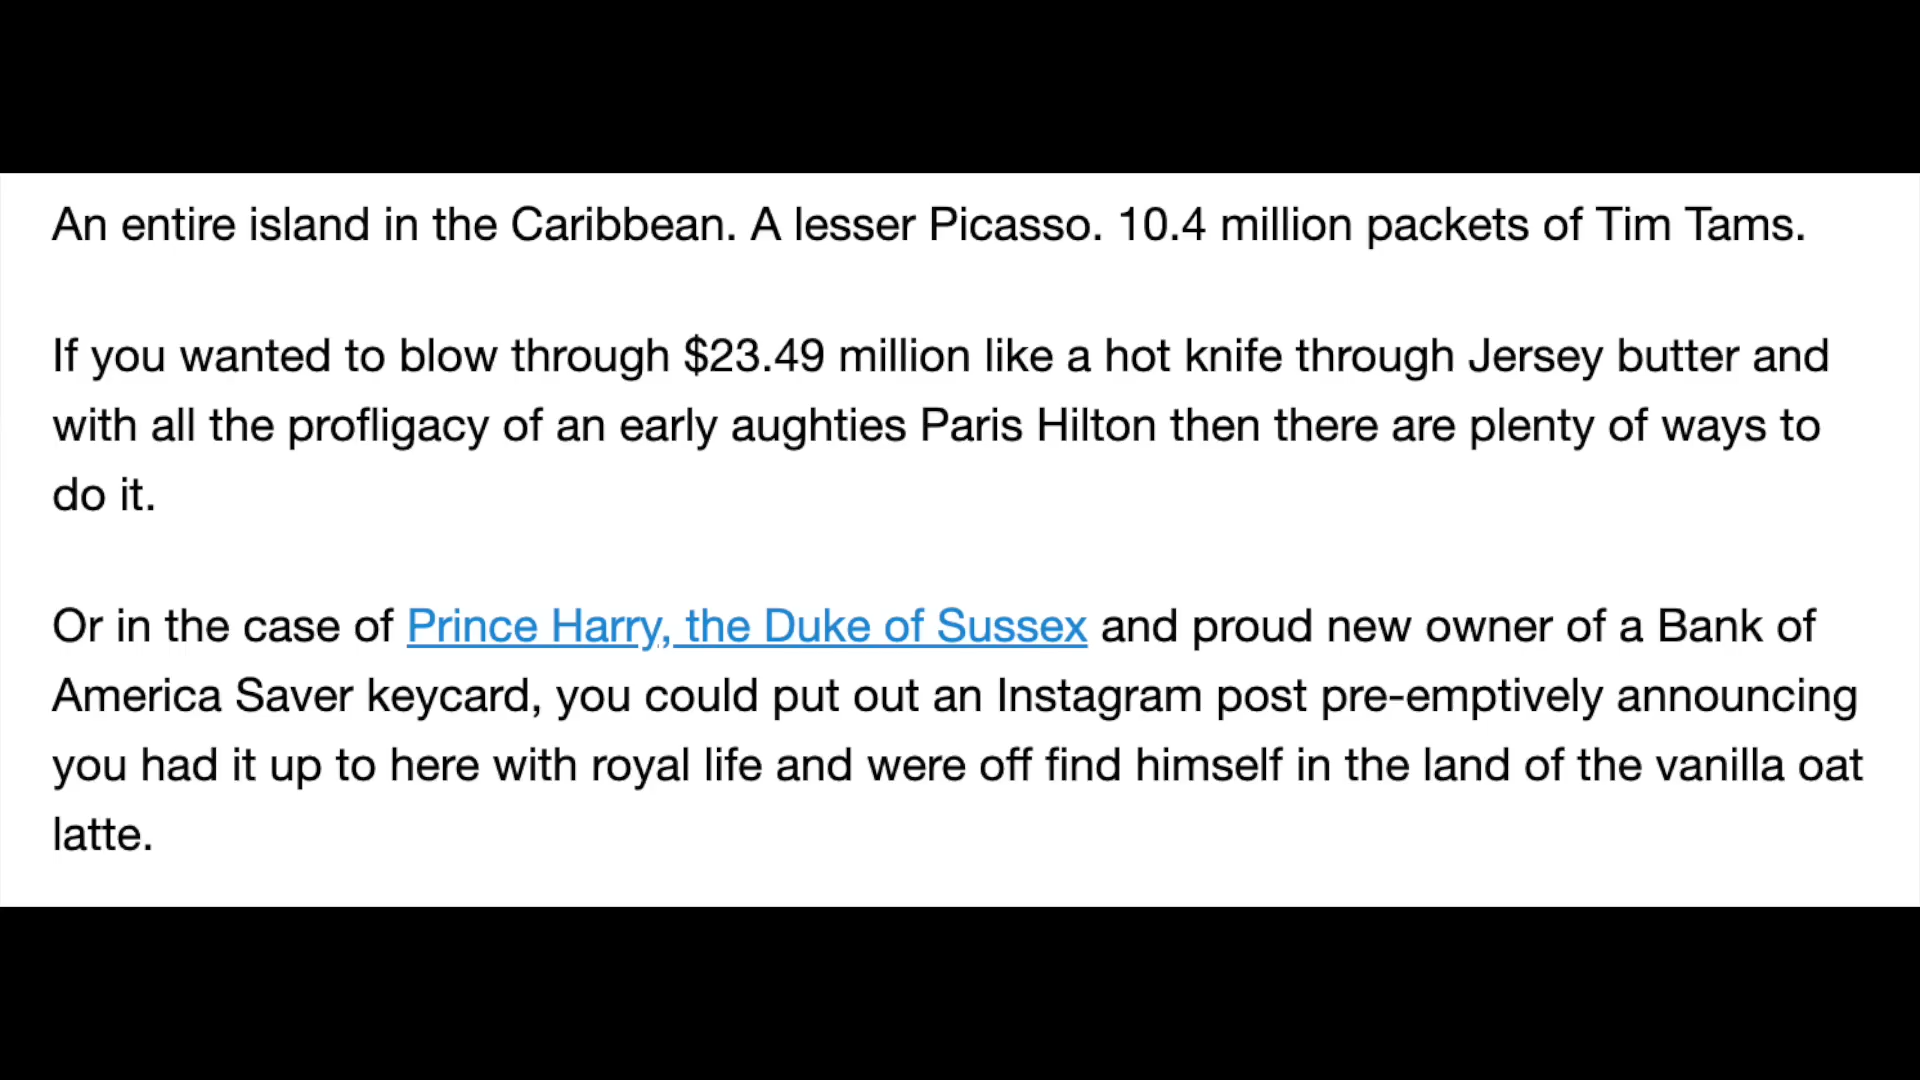 An entire island in the Caribbean. A lesser Picasso. 10.4 million packets of Tim Tams.
If you wanted to blow through $23.49 million like a hot knife through Jersey butter and
with all the profligacy of an early aughties Paris Hilton then there are plenty of ways to
do it.
Or in the case of Prince Harry, the Duke of Sussex and proud new owner of a Bank of
America Saver keycard, you could put out an Instagram post pre-emptively announcing
you had it up to here with royal life and were off find himself in the land of the vanilla oat
latte.